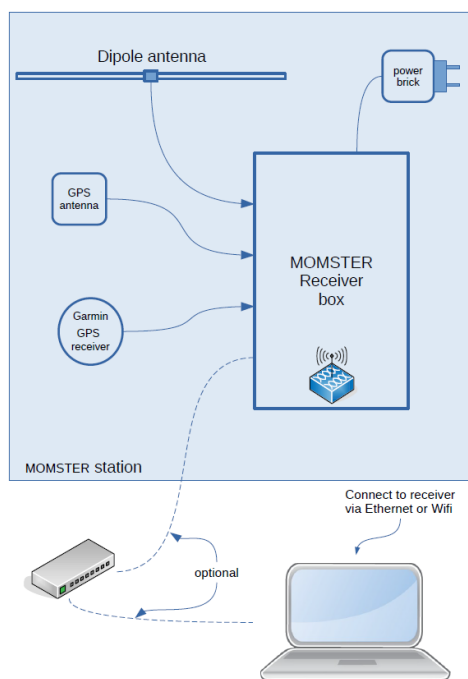 Dipole antenna
power
brick
GPS
antenna
MOMSTER
Receiver
box
Garmin
GPS
receiver
MOMSTER station
Connect to receiver
via Ethernet or Wifi
optional